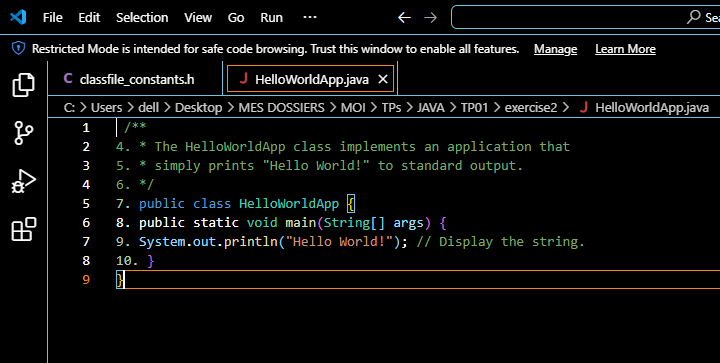 File Edit Selection View Go Run ··· ← → Sea
Restricted Mode is intended for safe code browsing. Trust this window to enable all features. Manage Learn More
C classfile_constants.h J HelloWorldApp.java ×
C: > Users > dell > Desktop > MES DOSSIERS > MOI > TPs > JAVA > TP01 > exercise2 > J HelloWorldApp.java
1 /**
2 4. * The HelloWorldApp class implements an application that
3 5. * simply prints "Hello World!" to standard output.
4 6. */
5 7. public class HelloWorldApp {
6 8. public static void main(String[] args) {
7 9. System.out.println("Hello World!"); // Display the string.
8 10. }
9 }